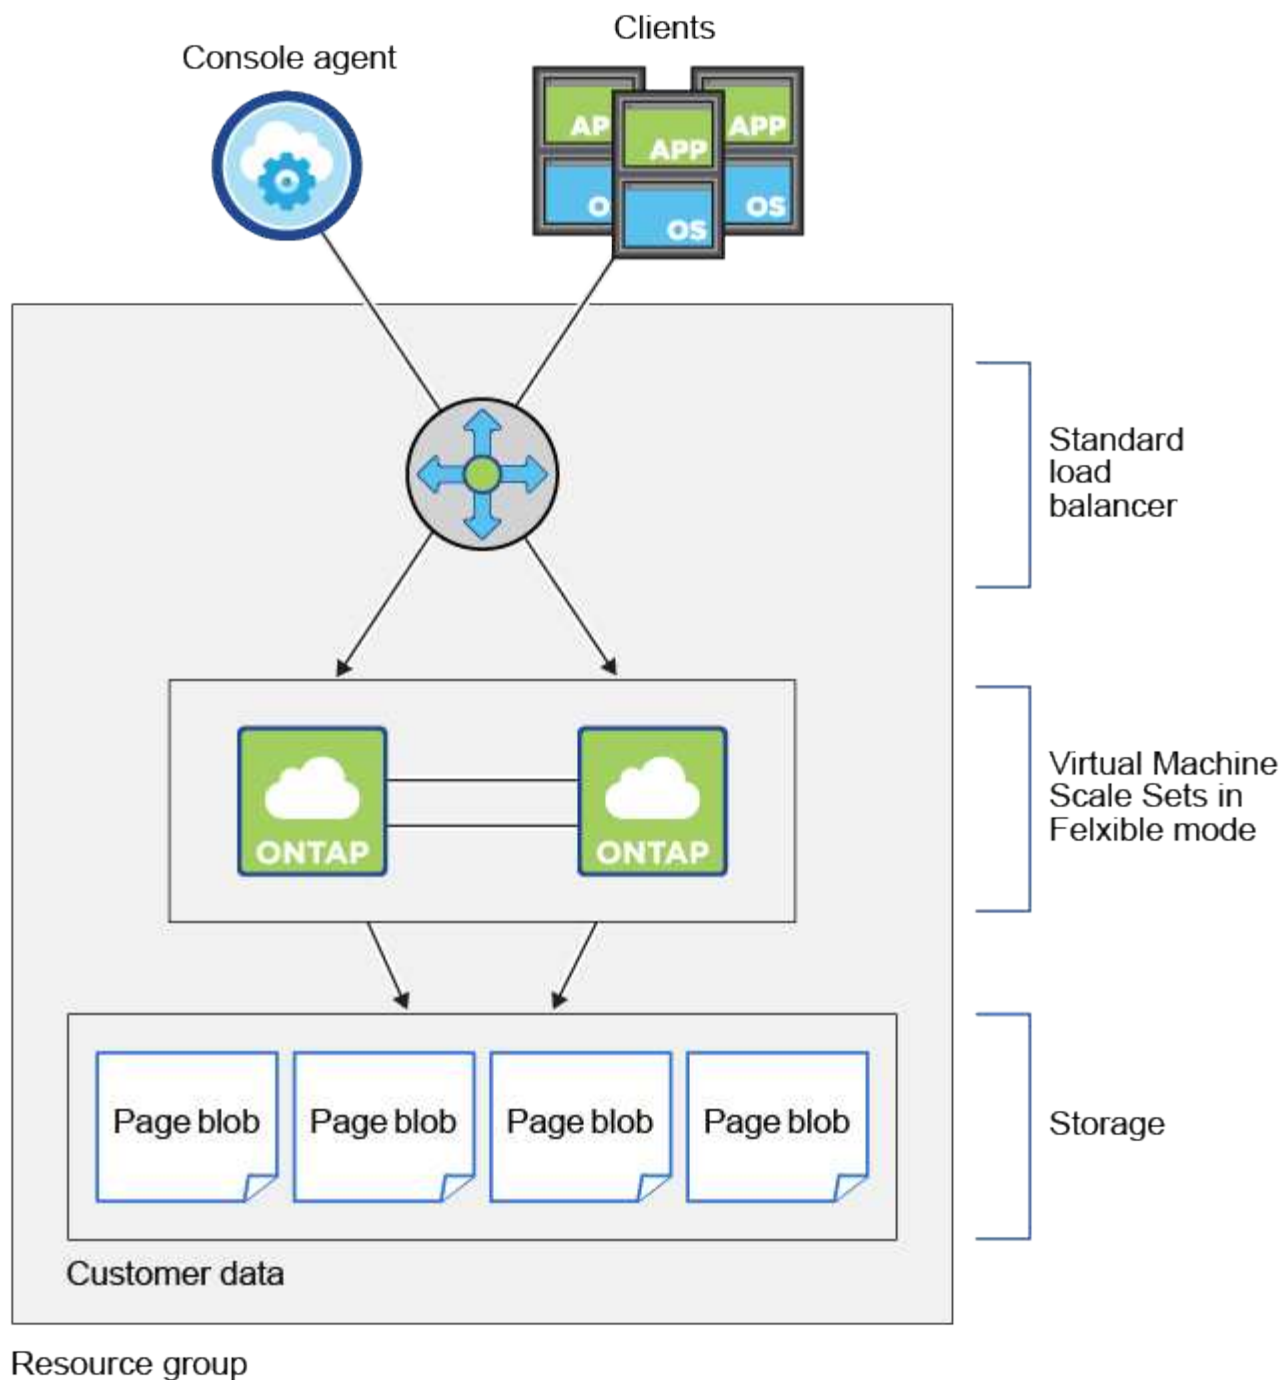 Clients
Console agent
AP
APP
APP
O
OS
OS
Standard
load
balancer
ONTAP
ONTAP
Virtual Machine
Scale Sets in
Felxible mode
Page blob
Page blob
Page blob
Page blob
Storage
Customer data
Resource group